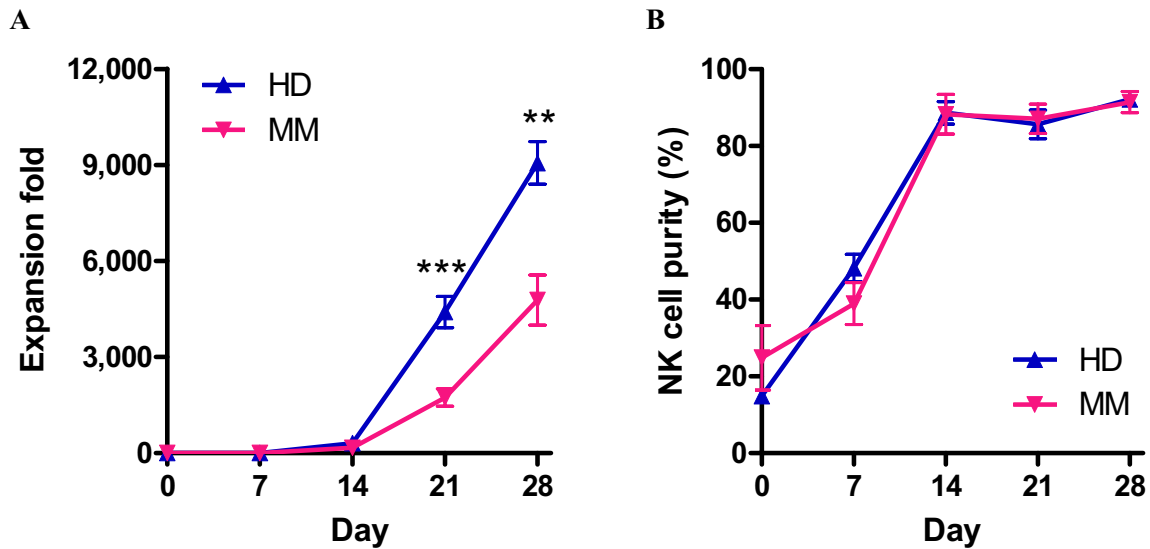 A
Expansion fold
12,000
9,000
6,000
3,000
0
HD
MM
***
**
0 7 14 21 28
Day
B
NK cell purity (%)
100
80
60
40
20
0
HD
MM
0 7 14 21 28
Day